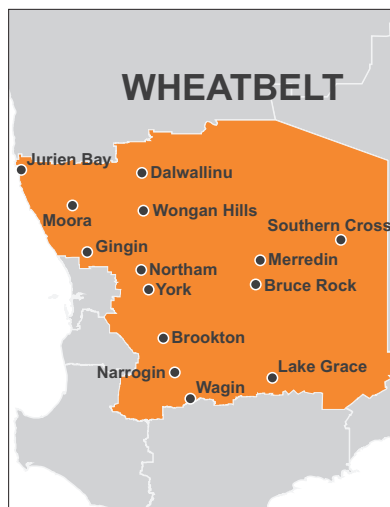 WHEATBELT
Jurien Bay
Dalwallinu
Moora
Wongan Hills
Southern Cross
Gingin
Merredin
Northam
York
Bruce Rock
Brookton
Narrogin
Lake Grace
Wagin